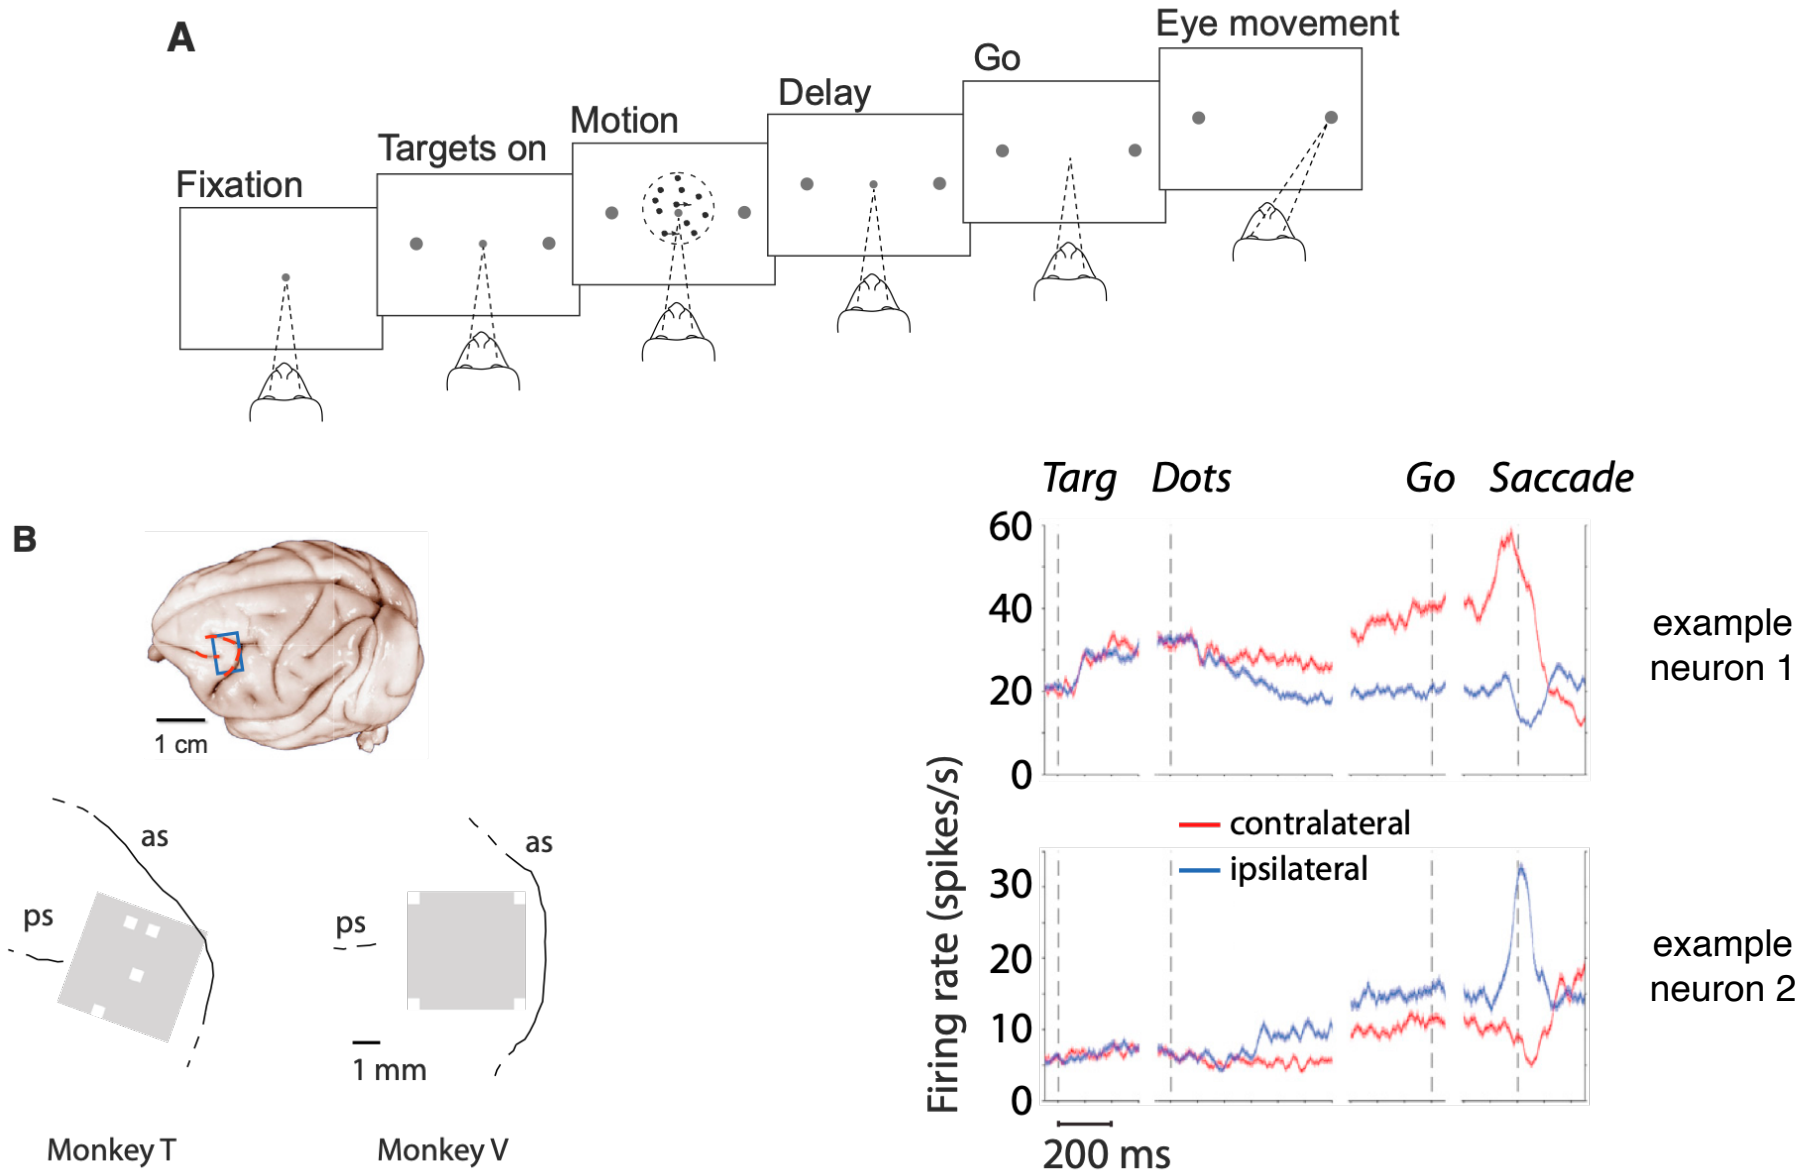 A
Fixation
Targets on
Motion
Delay
Go
Eye movement
B
1 cm
as
ps
as
ps
1 mm
Monkey T
Monkey V
Targ Dots Go Saccade
60
40
20
0
example
neuron 1
Firing rate (spikes/s)
contralateral
ipsilateral
30
20
10
0
example
neuron 2
200 ms